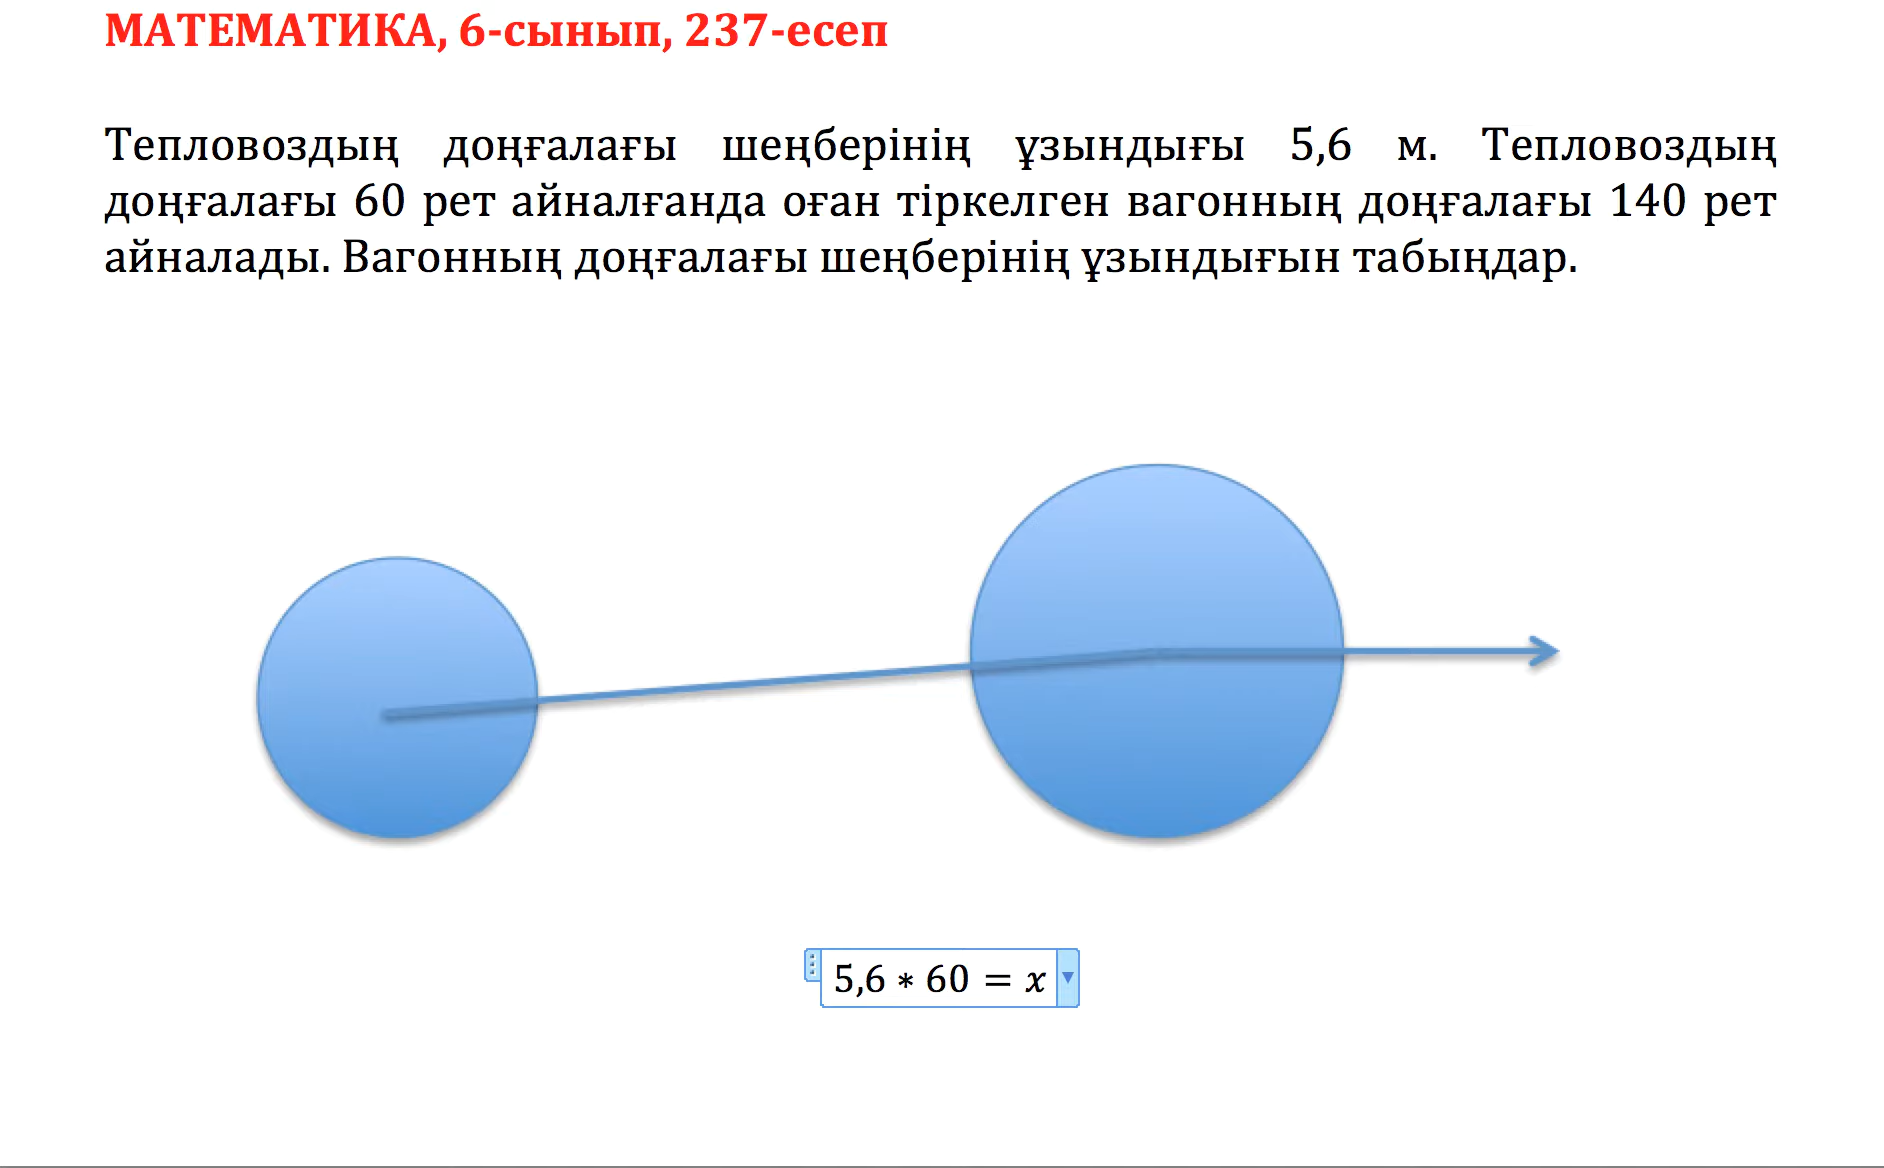 МАТЕМАТИКА, 6-сынып, 237-есеп
Тепловоздың доңғалағы шеңберінің ұзындығы 5,6 м. Тепловоздың
доңғалағы 60 рет айналғанда оған тіркелген вагонның доңғалағы 140 рет
айналады. Вагонның доңғалағы шеңберінің ұзындығын табыңдар.
5,6 ∗ 60 = x